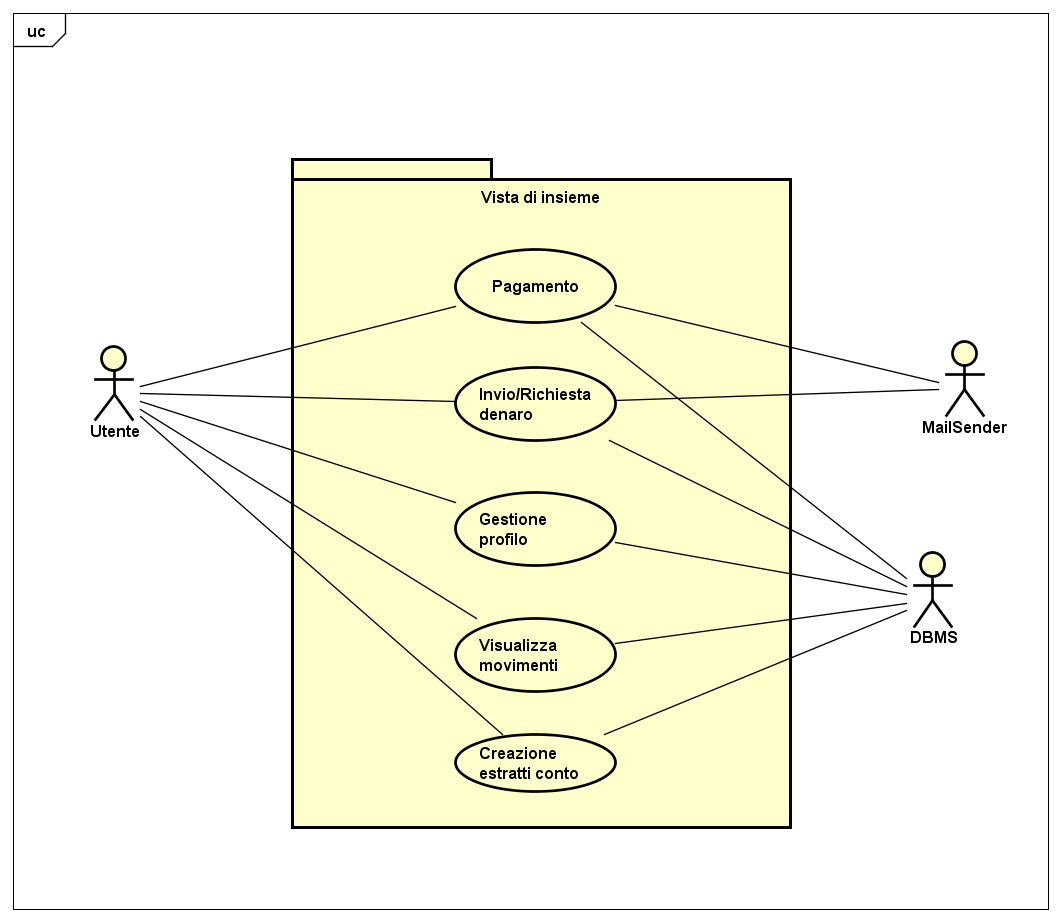 uc
Vista di insieme
Pagamento
Invio/Richiesta
denaro
Utente
MailSender
Gestione
profilo
DBMS
Visualizza
movimenti
Creazione
estratti conto